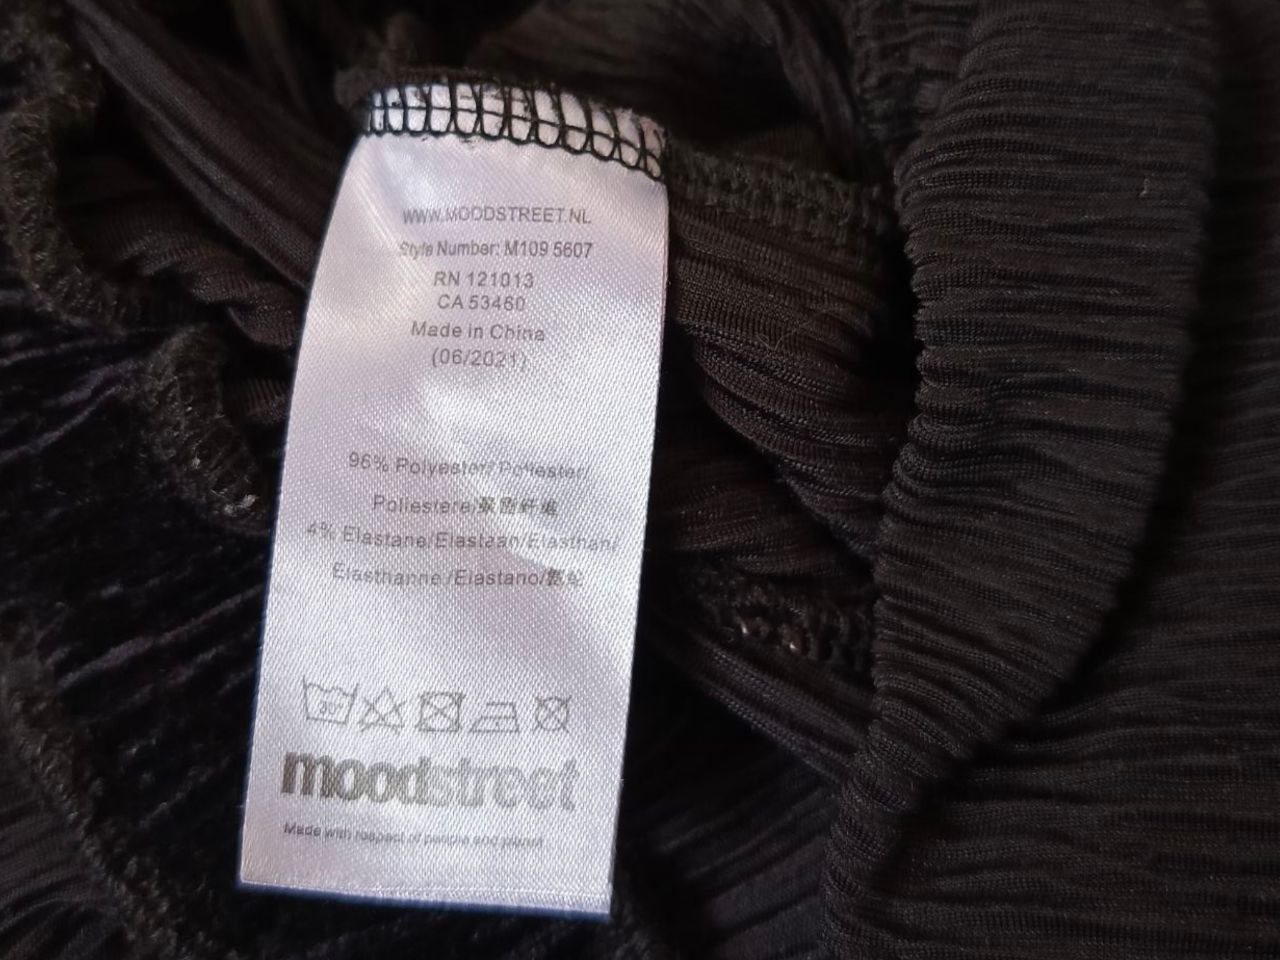 WWW.MOODSTREET.NL
Style Number: M109 5607
RN 121013
CA 53460
Made in China
(06/2021)
96% Polyester/ Poliester/
Poliestere/聚酯纤维
4% Elastane/Elastaan/Elasthan/
Elasthanne /Elastano/氨纶
30°
moodstreet
Made with respect of people and planet